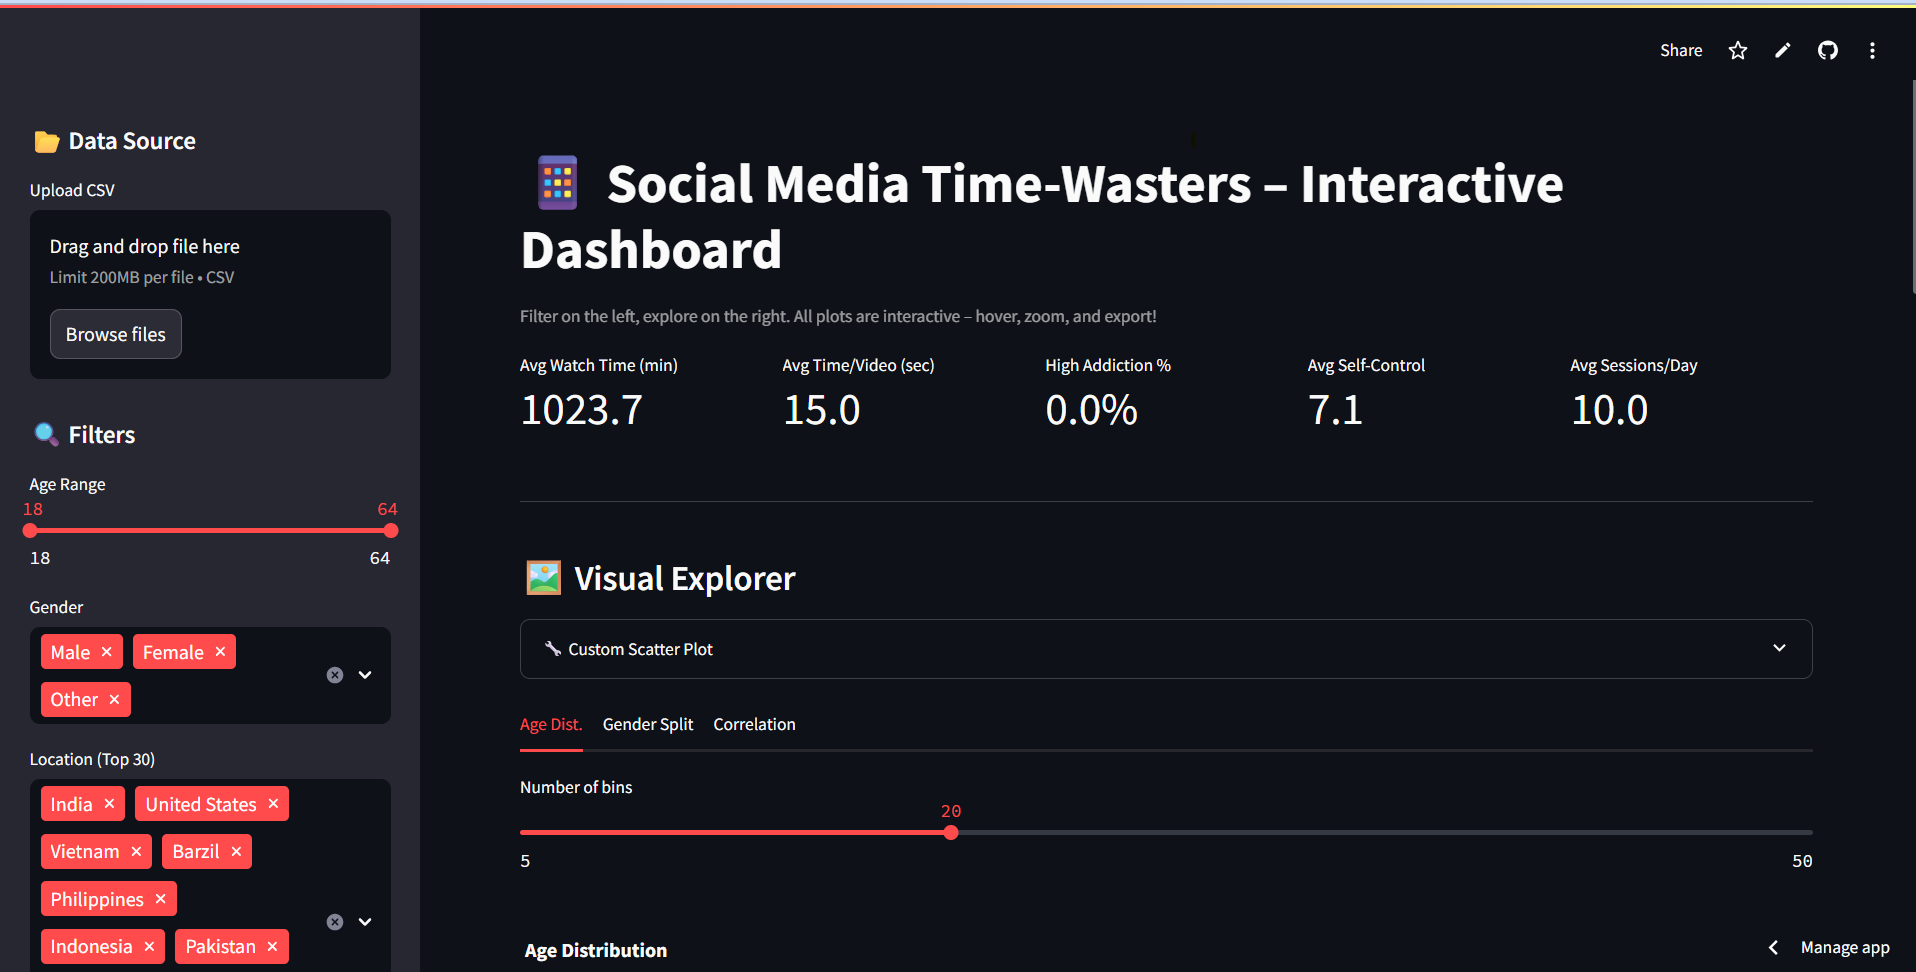 Share
Data Source
Upload CSV
Drag and drop file here
Limit 200MB per file • CSV
Browse files
Filters
Age Range
18 64
18 64
Gender
Male × Female ×
Other ×
Location (Top 30)
India × United States ×
Vietnam × Barzil ×
Philippines ×
Indonesia × Pakistan ×
Social Media Time-Wasters – Interactive
Dashboard
Filter on the left, explore on the right. All plots are interactive – hover, zoom, and export!
Avg Watch Time (min)
1023.7
Avg Time/Video (sec)
15.0
High Addiction %
0.0%
Avg Self-Control
7.1
Avg Sessions/Day
10.0
Visual Explorer
Custom Scatter Plot
Age Dist. Gender Split Correlation
Number of bins
20
5 50
Age Distribution
Manage app